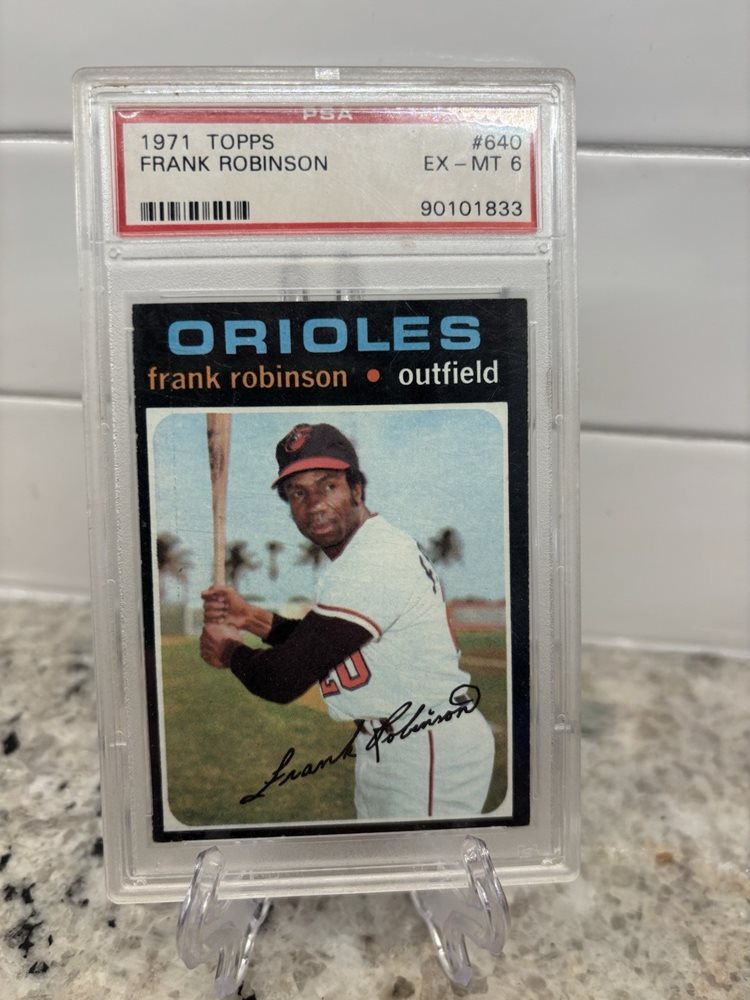 PSA
1971 TOPPS #640
FRANK ROBINSON EX-MT 6
90101833
ORIOLES
frank robinson • outfield
20
Frank Robinson